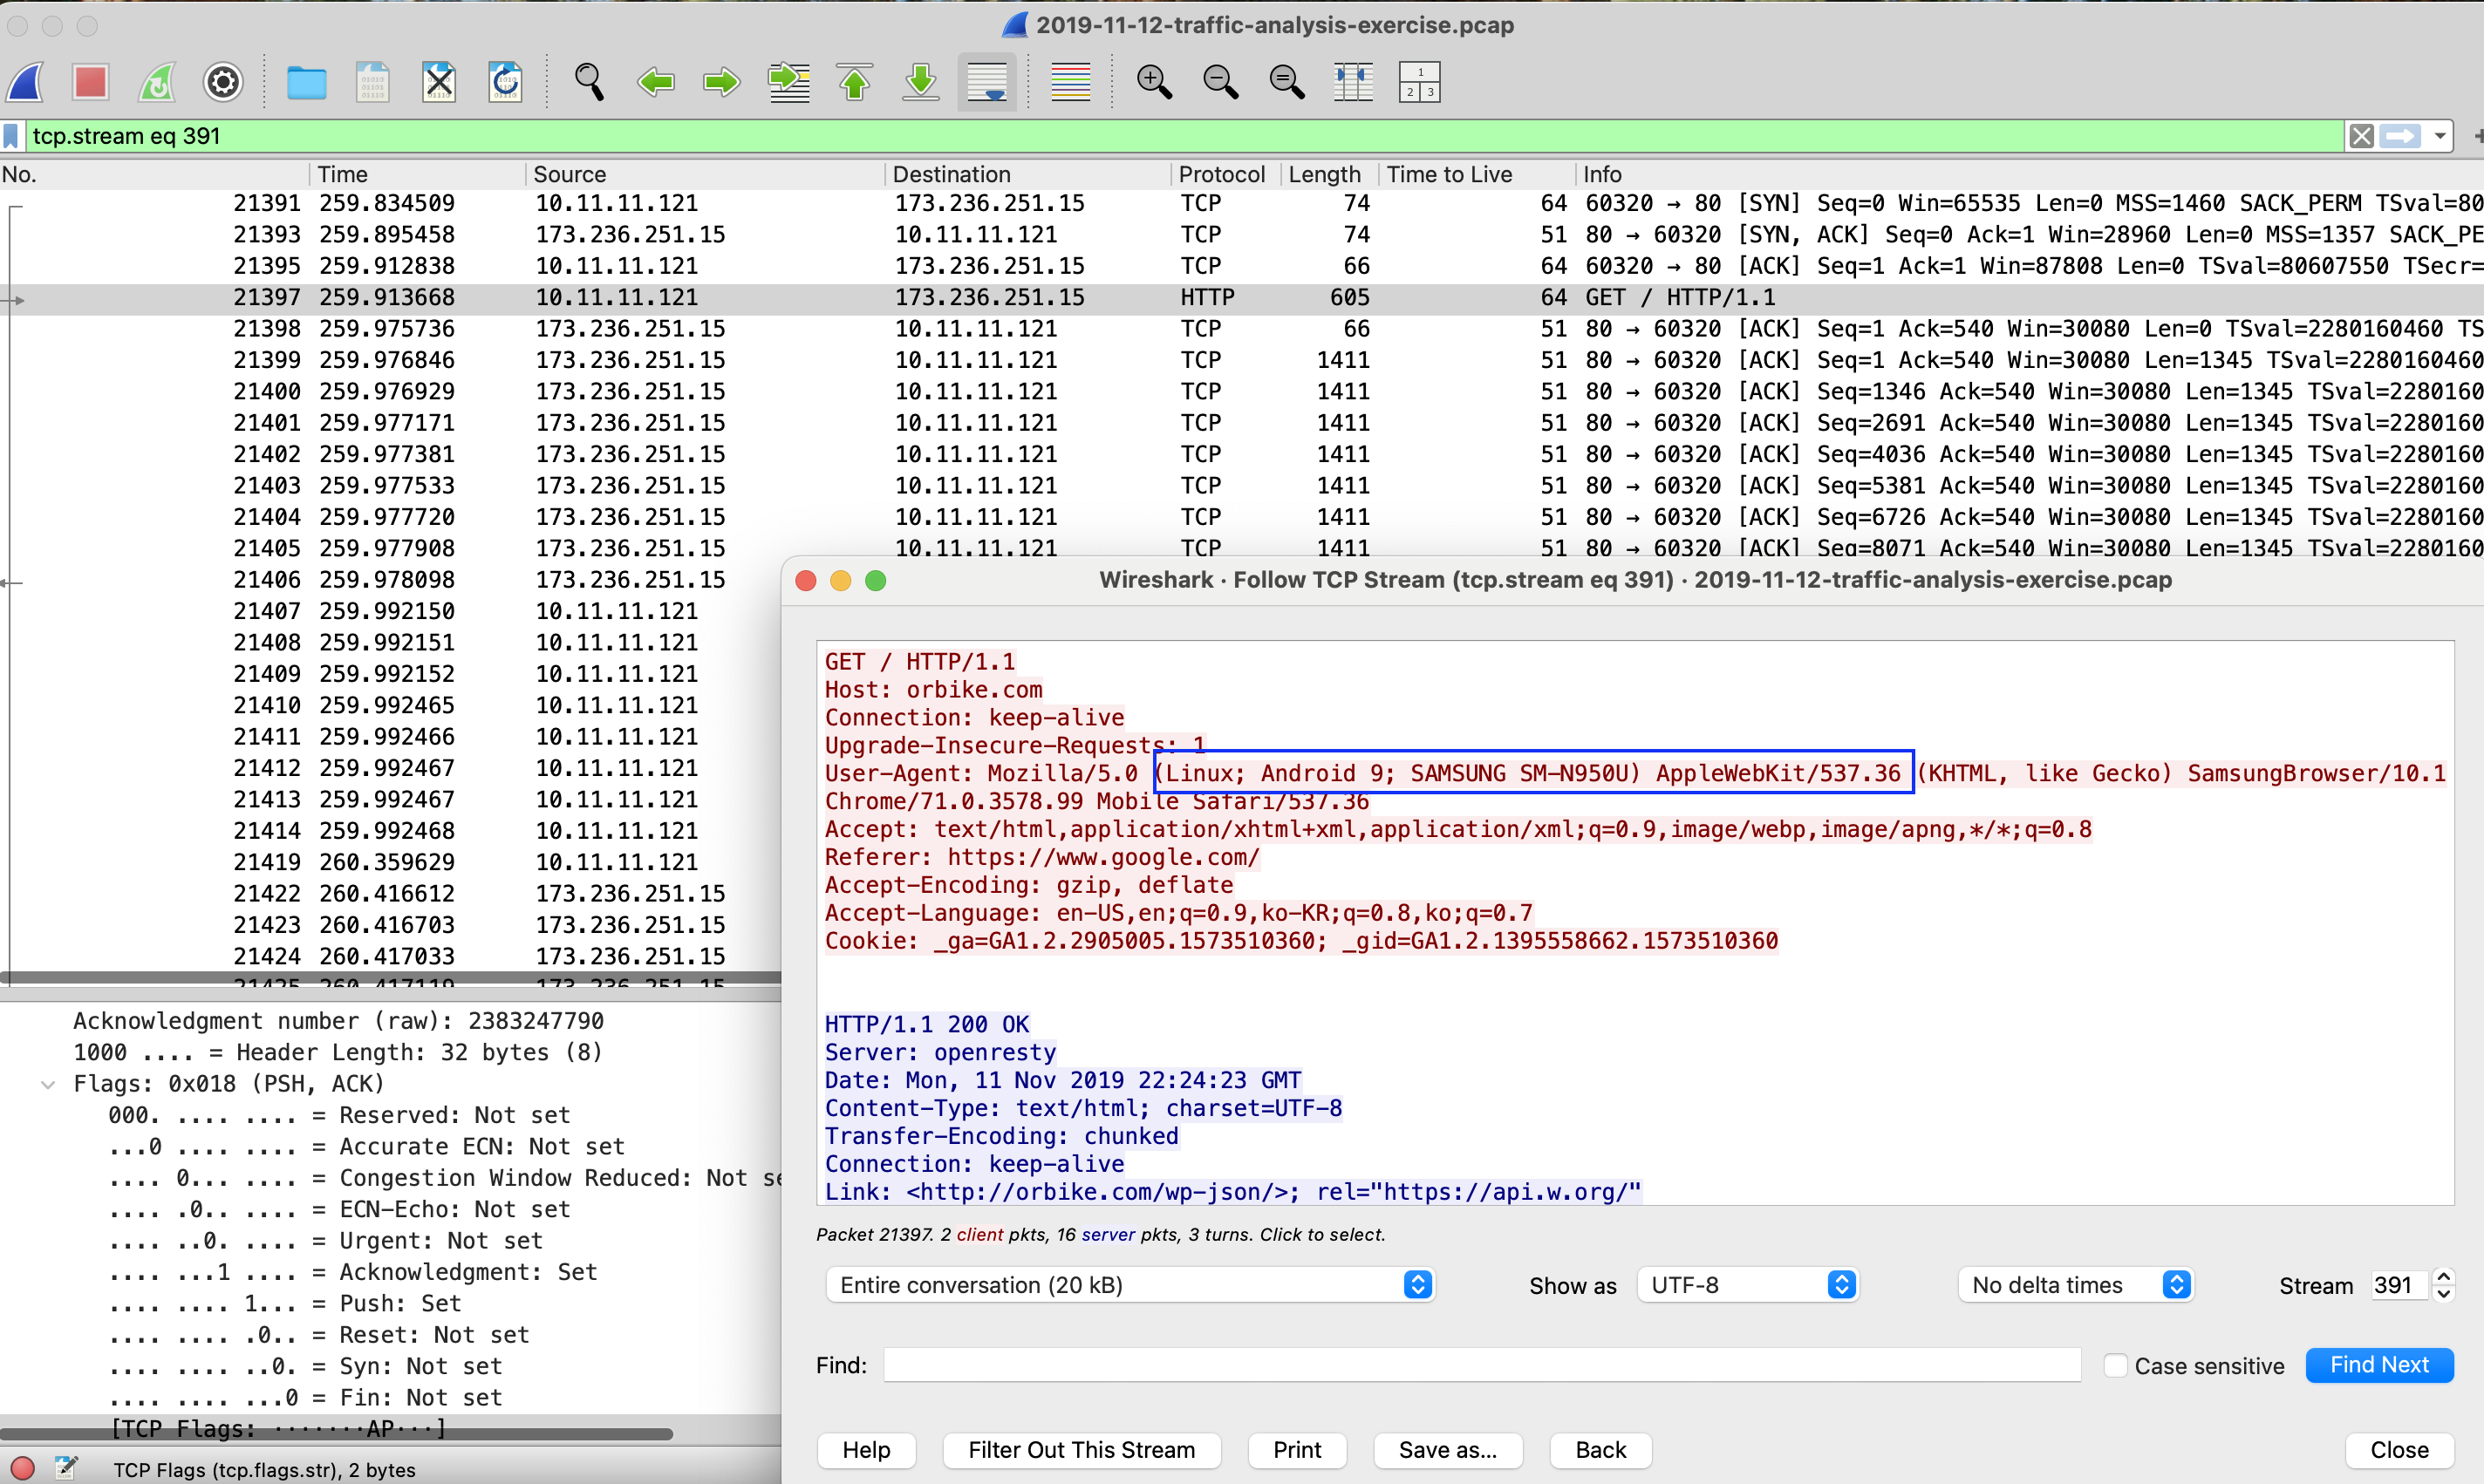 2019-11-12-traffic-analysis-exercise.pcap
tcp.stream eq 391
No. Time Source Destination Protocol Length Time to Live Info
21391 259.834509 10.11.11.121 173.236.251.15 TCP 74 64 60320 → 80 [SYN] Seq=0 Win=65535 Len=0 MSS=1460 SACK_PERM TSval=80
21393 259.895458 173.236.251.15 10.11.11.121 TCP 74 51 80 → 60320 [SYN, ACK] Seq=0 Ack=1 Win=28960 Len=0 MSS=1357 SACK_PE
21395 259.912838 10.11.11.121 173.236.251.15 TCP 66 64 60320 → 80 [ACK] Seq=1 Ack=1 Win=87808 Len=0 TSval=80607550 TSecr=
21397 259.913668 10.11.11.121 173.236.251.15 HTTP 605 64 GET / HTTP/1.1
21398 259.975736 173.236.251.15 10.11.11.121 TCP 66 51 80 → 60320 [ACK] Seq=1 Ack=540 Win=30080 Len=0 TSval=2280160460 TS
21399 259.976846 173.236.251.15 10.11.11.121 TCP 1411 51 80 → 60320 [ACK] Seq=1 Ack=540 Win=30080 Len=1345 TSval=2280160460
21400 259.976929 173.236.251.15 10.11.11.121 TCP 1411 51 80 → 60320 [ACK] Seq=1346 Ack=540 Win=30080 Len=1345 TSval=2280160
21401 259.977171 173.236.251.15 10.11.11.121 TCP 1411 51 80 → 60320 [ACK] Seq=2691 Ack=540 Win=30080 Len=1345 TSval=2280160
21402 259.977381 173.236.251.15 10.11.11.121 TCP 1411 51 80 → 60320 [ACK] Seq=4036 Ack=540 Win=30080 Len=1345 TSval=2280160
21403 259.977533 173.236.251.15 10.11.11.121 TCP 1411 51 80 → 60320 [ACK] Seq=5381 Ack=540 Win=30080 Len=1345 TSval=2280160
21404 259.977720 173.236.251.15 10.11.11.121 TCP 1411 51 80 → 60320 [ACK] Seq=6726 Ack=540 Win=30080 Len=1345 TSval=2280160
21405 259.977908 173.236.251.15 10.11.11.121 TCP 1411 51 80 → 60320 [ACK] Seq=8071 Ack=540 Win=30080 Len=1345 TSval=2280160
21406 259.978098 173.236.251.15
21407 259.992150 10.11.11.121
21408 259.992151 10.11.11.121
21409 259.992152 10.11.11.121
21410 259.992465 10.11.11.121
21411 259.992466 10.11.11.121
21412 259.992467 10.11.11.121
21413 259.992467 10.11.11.121
21414 259.992468 10.11.11.121
21419 260.359629 10.11.11.121
21422 260.416612 173.236.251.15
21423 260.416703 173.236.251.15
21424 260.417033 173.236.251.15
21425 260.417119 173.236.251.15
Acknowledgment number (raw): 2383247790
1000 .... = Header Length: 32 bytes (8)
Flags: 0x018 (PSH, ACK)
000. .... .... = Reserved: Not set
...0 .... .... = Accurate ECN: Not set
.... 0... .... = Congestion Window Reduced: Not se
.... .0.. .... = ECN-Echo: Not set
.... ..0. .... = Urgent: Not set
.... ...1 .... = Acknowledgment: Set
.... .... 1... = Push: Set
.... .... .0.. = Reset: Not set
.... .... ..0. = Syn: Not set
.... .... ...0 = Fin: Not set
[TCP Flags: ·······AP···]
TCP Flags (tcp.flags.str), 2 bytes
Wireshark · Follow TCP Stream (tcp.stream eq 391) · 2019-11-12-traffic-analysis-exercise.pcap
GET / HTTP/1.1
Host: orbike.com
Connection: keep-alive
Upgrade-Insecure-Requests: 1
User-Agent: Mozilla/5.0 (Linux; Android 9; SAMSUNG SM-N950U) AppleWebKit/537.36 (KHTML, like Gecko) SamsungBrowser/10.1
Chrome/71.0.3578.99 Mobile Safari/537.36
Accept: text/html,application/xhtml+xml,application/xml;q=0.9,image/webp,image/apng,*/*;q=0.8
Referer: https://www.google.com/
Accept-Encoding: gzip, deflate
Accept-Language: en-US,en;q=0.9,ko-KR;q=0.8,ko;q=0.7
Cookie: _ga=GA1.2.2905005.1573510360; _gid=GA1.2.1395558662.1573510360
HTTP/1.1 200 OK
Server: openresty
Date: Mon, 11 Nov 2019 22:24:23 GMT
Content-Type: text/html; charset=UTF-8
Transfer-Encoding: chunked
Connection: keep-alive
Link: <http://orbike.com/wp-json/>; rel="https://api.w.org/"
Packet 21397. 2 client pkts, 16 server pkts, 3 turns. Click to select.
Entire conversation (20 kB) Show as UTF-8 No delta times Stream 391
Find: Case sensitive Find Next
Help Filter Out This Stream Print Save as... Back Close